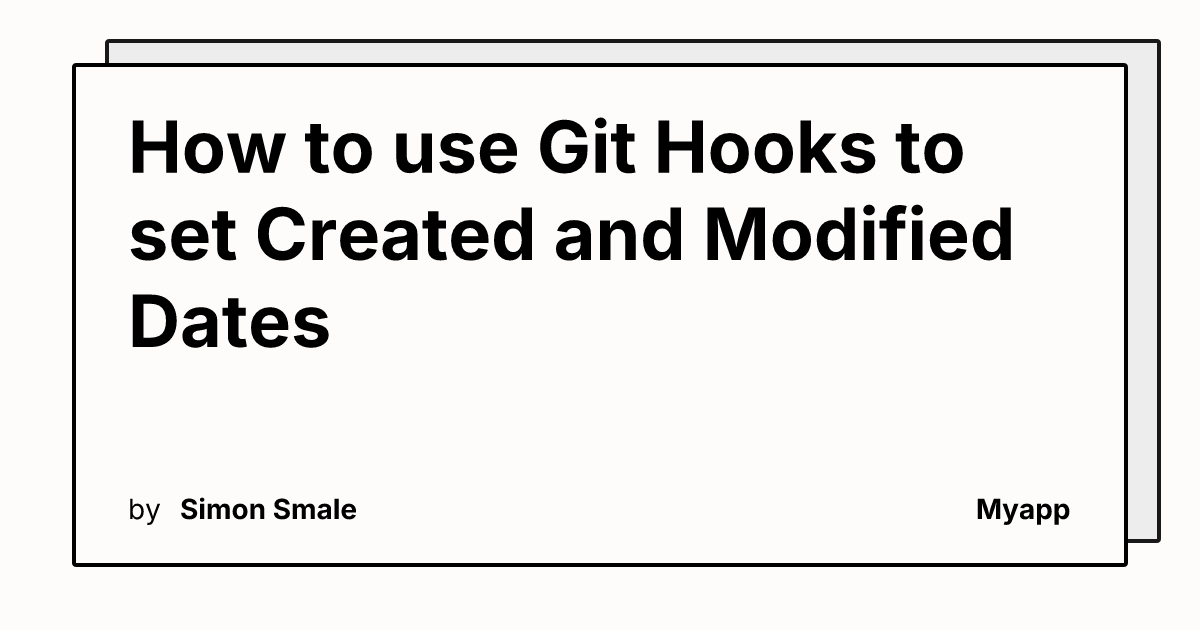 How to use Git Hooks to
set Created and Modified
Dates
by Simon Smale
Myapp